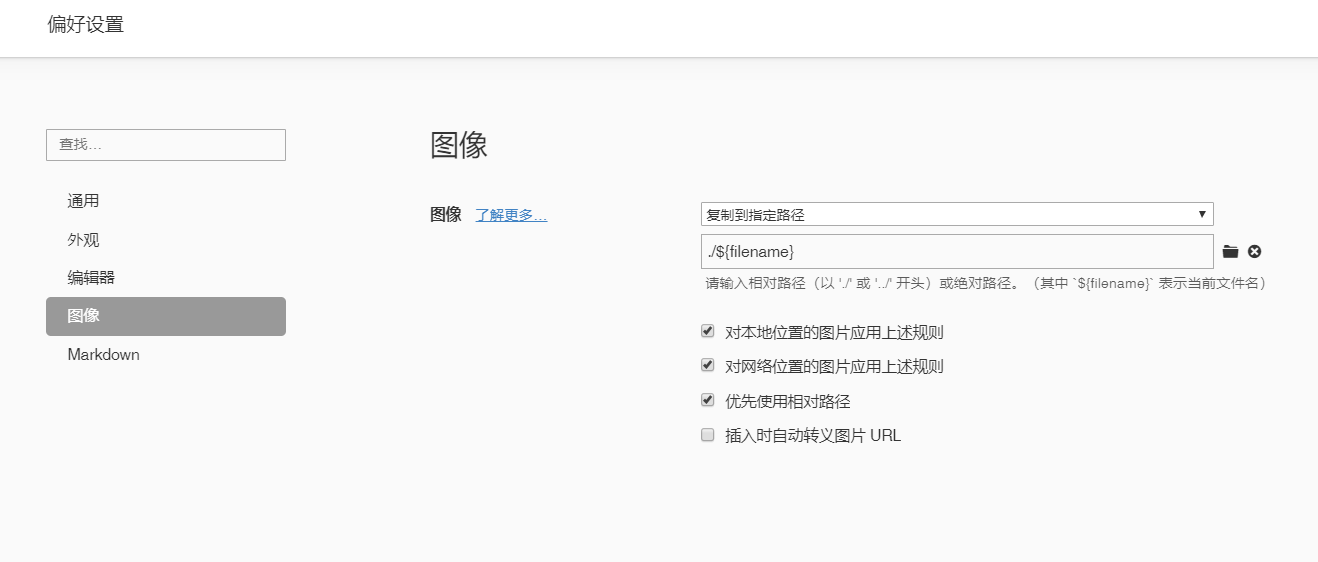 偏好设置
查找...
通用
外观
编辑器
图像
Markdown
图像
图像 了解更多...
复制到指定路径
./${filename}
请输入相对路径（以 './' 或 '../' 开头）或绝对路径。（其中 `${filename}` 表示当前文件名）
对本地位置的图片应用上述规则
对网络位置的图片应用上述规则
优先使用相对路径
插入时自动转义图片 URL